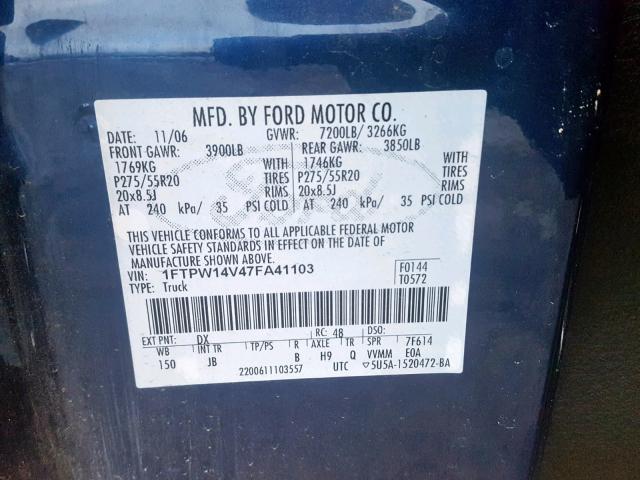 MFD. BY FORD MOTOR CO.
DATE: 11/06 GVWR: 7200LB/ 3266KG
FRONT GAWR: 3900LB REAR GAWR: 3850LB
1769KG WITH 1746KG WITH
P275/55R20 TIRES P275/55R20 TIRES
20x8.5J RIMS 20x8.5J RIMS
AT 240 kPa/ 35 PSI COLD AT 240 kPa/ 35 PSI COLD
Ford
THIS VEHICLE CONFORMS TO ALL APPLICABLE FEDERAL MOTOR
VEHICLE SAFETY STANDARDS IN EFFECT ON THE DATE OF
MANUFACTURE SHOWN ABOVE.
VIN: 1FTPW14V47FA41103 F0144
TYPE: Truck T0572
EXT PNT: DX RC: 48 DSO:
WB INT TR TP/PS R AXLE TR SPR 7F614
150 JB B H9 Q VVMM E0A
2200611103557 UTC ▽5U5A-1520472-BA